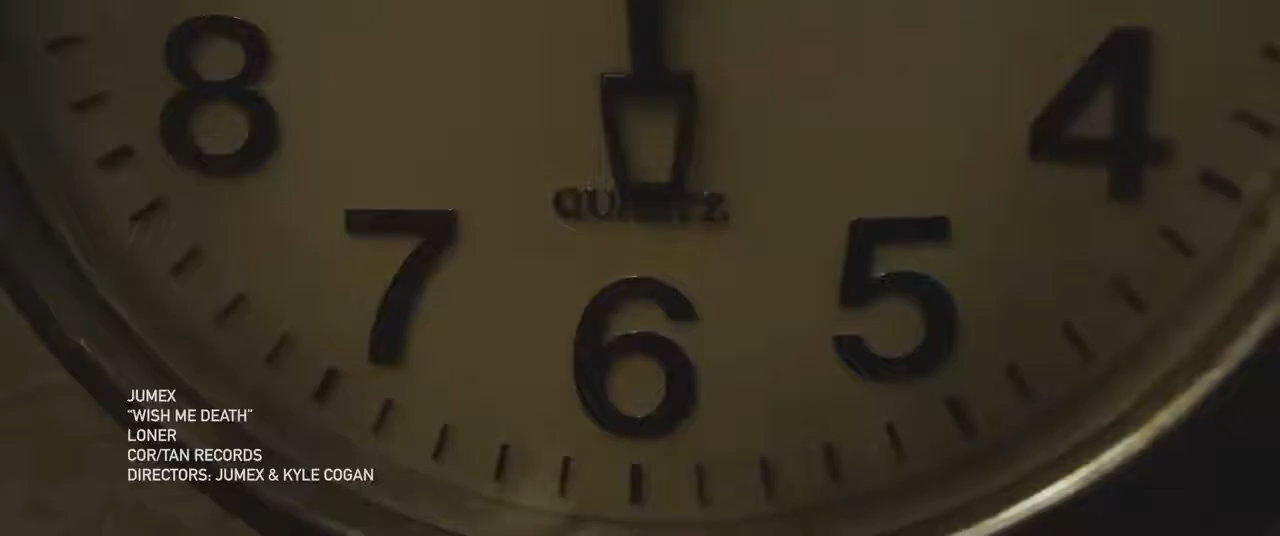 8
4
7
5
6
JUMEX
“WISH ME DEATH”
LONER
COR/TAN RECORDS
DIRECTORS: JUMEX & KYLE COGAN